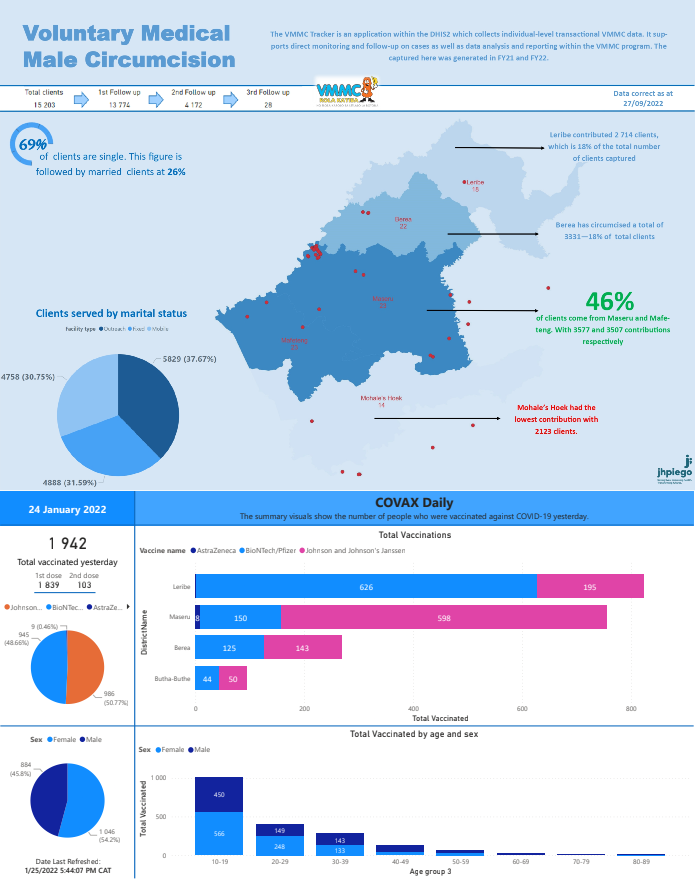 Voluntary Medical
Male Circumcision
The VMMC Tracker is an application within the DHIS2 which collects individual-level transactional VMMC data. It sup-
ports direct monitoring and follow-up on cases as well as data analysis and reporting within the VMMC program. The
captured here was generated in FY21 and FY22.
Total clients
15 203
1st Follow up
13 774
2nd Follow up
4 172
3rd Follow up
28
VMMC
ROLA KATIBA
Data correct as at
27/09/2022
69%
of clients are single. This figure is
followed by married clients at 26%
Leribe contributed 2 714 clients,
which is 18% of the total number
of clients captured
Leribe
18
Berea
22
Berea has circumcised a total of
3331—18% of total clients
Maseru
23
Mafeteng
46%
of clients come from Maseru and Mafe-
teng. With 3577 and 3507 contributions
respectively
Mohale's Hoek
14
Mohale's Hoek had the
lowest contribution with
2123 clients.
Clients served by marital status
Facility type Outreach Fixed Mobile
5829 (37.67%)
4758 (30.75%)
4888 (31.59%)
jhpiego
24 January 2022
COVAX Daily
The summary visuals show the number of people who were vaccinated against COVID-19 yesterday.
1 942
Total vaccinated yesterday
1st dose 2nd dose
1 839 103
Johnson... BioNTec... AstraZe...
9 (0.46%)
945
(48.66%)
986
(50.77%)
Total Vaccinations
Vaccine name AstraZeneca BioNTech/Pfizer Johnson and Johnson's Janssen
DistrictName
Leribe 626 195
Maseru 8 150 598
Berea 125 143
Butha-Buthe 44 50
0 200 400 600 800
Total Vaccinated
Sex Female Male
884
(45.8%)
1 046
(54.2%)
Date Last Refreshed:
1/25/2022 5:44:07 PM CAT
Total Vaccinated by age and sex
Sex Female Male
Total Vaccinated
1 000
500
0
450
566
149
248
143
133
10-19 20-29 30-39 40-49 50-59 60-69 70-79 80-89
Age group 3